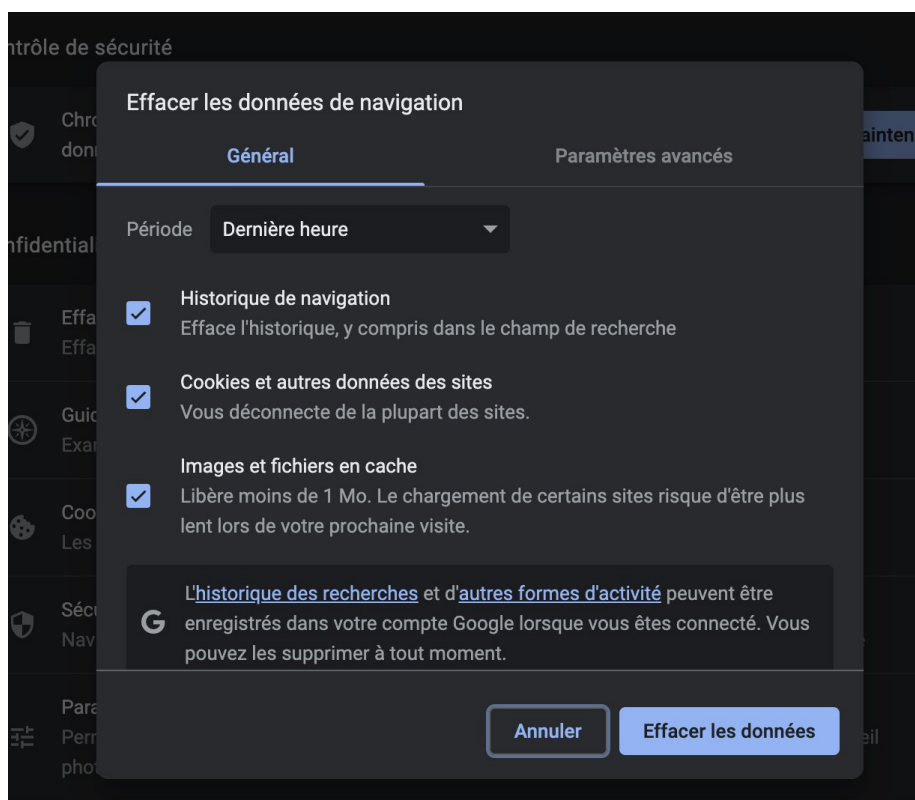 ntrôle de sécurité
Effacer les données de navigation
Général
Paramètres avancés
Période
Dernière heure
Historique de navigation
Efface l'historique, y compris dans le champ de recherche
Cookies et autres données des sites
Vous déconnecte de la plupart des sites.
Images et fichiers en cache
Libère moins de 1 Mo. Le chargement de certains sites risque d'être plus
lent lors de votre prochaine visite.
L'historique des recherches et d'autres formes d'activité peuvent être
enregistrés dans votre compte Google lorsque vous êtes connecté. Vous
pouvez les supprimer à tout moment.
Annuler
Effacer les données